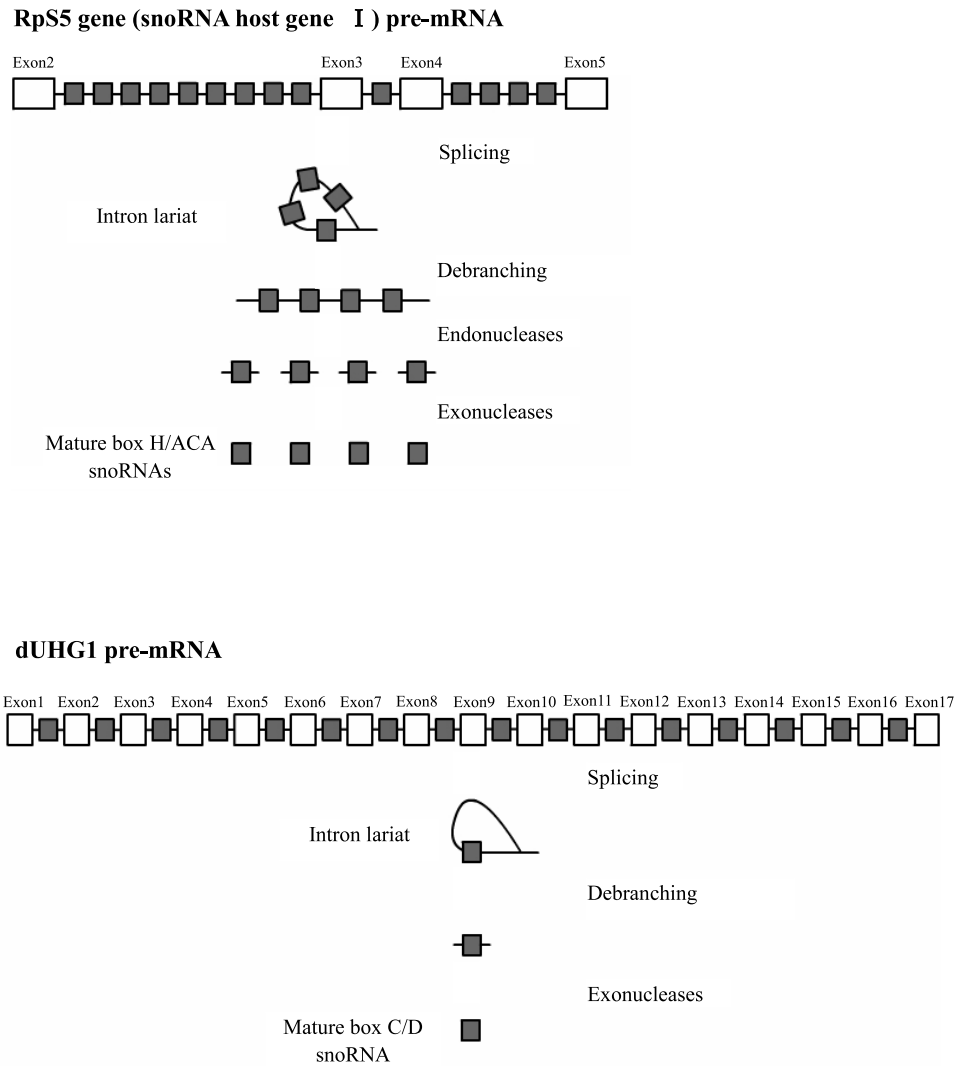 RpS5 gene (snoRNA host gene Ⅰ) pre-mRNA
Exon2 Exon3 Exon4 Exon5
Splicing
Intron lariat
Debranching
Endonucleases
Exonucleases
Mature box H/ACA
snoRNAs
dUHG1 pre-mRNA
Exon1 Exon2 Exon3 Exon4 Exon5 Exon6 Exon7 Exon8 Exon9 Exon10 Exon11 Exon12 Exon13 Exon14 Exon15 Exon16 Exon17
Splicing
Intron lariat
Debranching
Exonucleases
Mature box C/D
snoRNA